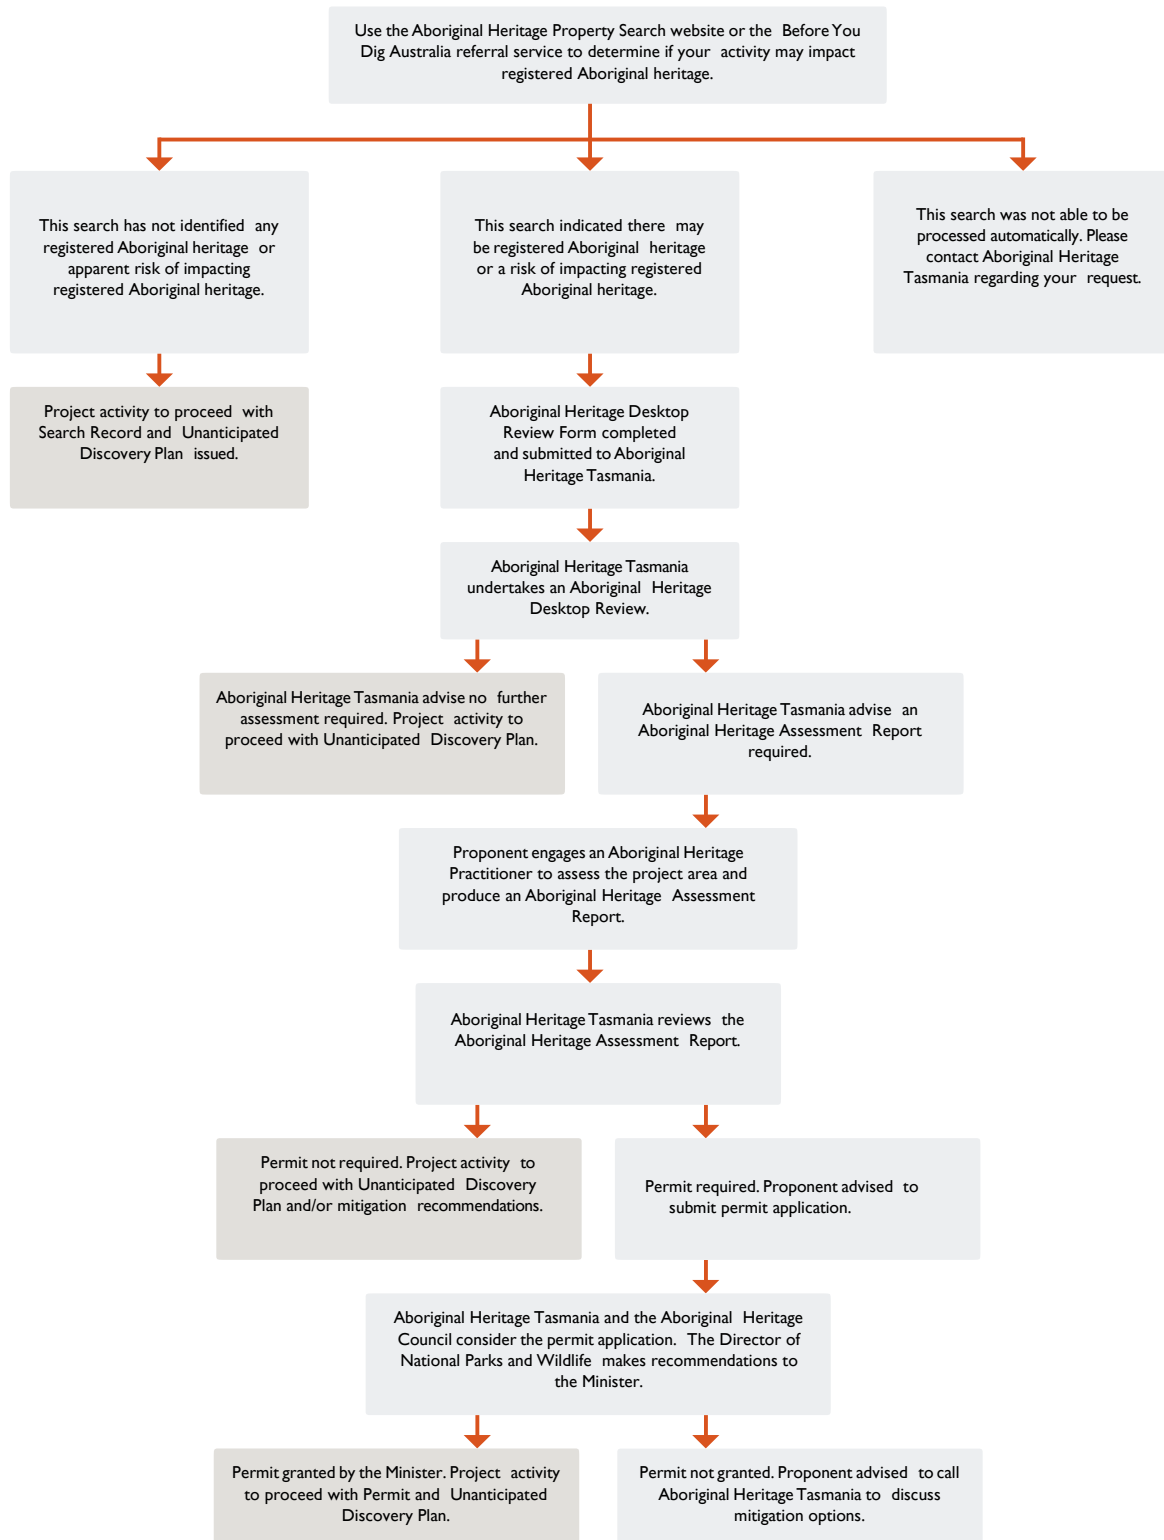 Use the Aboriginal Heritage Property Search website or the Before You
Dig Australia referral service to determine if your activity may impact
registered Aboriginal heritage.
This search has not identified any
registered Aboriginal heritage or
apparent risk of impacting
registered Aboriginal heritage.
This search indicated there may
be registered Aboriginal heritage
or a risk of impacting registered
Aboriginal heritage.
This search was not able to be
processed automatically. Please
contact Aboriginal Heritage
Tasmania regarding your request.
Project activity to proceed with
Search Record and Unanticipated
Discovery Plan issued.
Aboriginal Heritage Desktop
Review Form completed
and submitted to Aboriginal
Heritage Tasmania.
Aboriginal Heritage Tasmania
undertakes an Aboriginal Heritage
Desktop Review.
Aboriginal Heritage Tasmania advise no further
assessment required. Project activity to
proceed with Unanticipated Discovery Plan.
Aboriginal Heritage Tasmania advise an
Aboriginal Heritage Assessment Report
required.
Proponent engages an Aboriginal Heritage
Practitioner to assess the project area and
produce an Aboriginal Heritage Assessment
Report.
Aboriginal Heritage Tasmania reviews the
Aboriginal Heritage Assessment Report.
Permit not required. Project activity to
proceed with Unanticipated Discovery
Plan and/or mitigation recommendations.
Permit required. Proponent advised to
submit permit application.
Aboriginal Heritage Tasmania and the Aboriginal Heritage
Council consider the permit application. The Director of
National Parks and Wildlife makes recommendations to
the Minister.
Permit granted by the Minister. Project activity
to proceed with Permit and Unanticipated
Discovery Plan.
Permit not granted. Proponent advised to call
Aboriginal Heritage Tasmania to discuss
mitigation options.